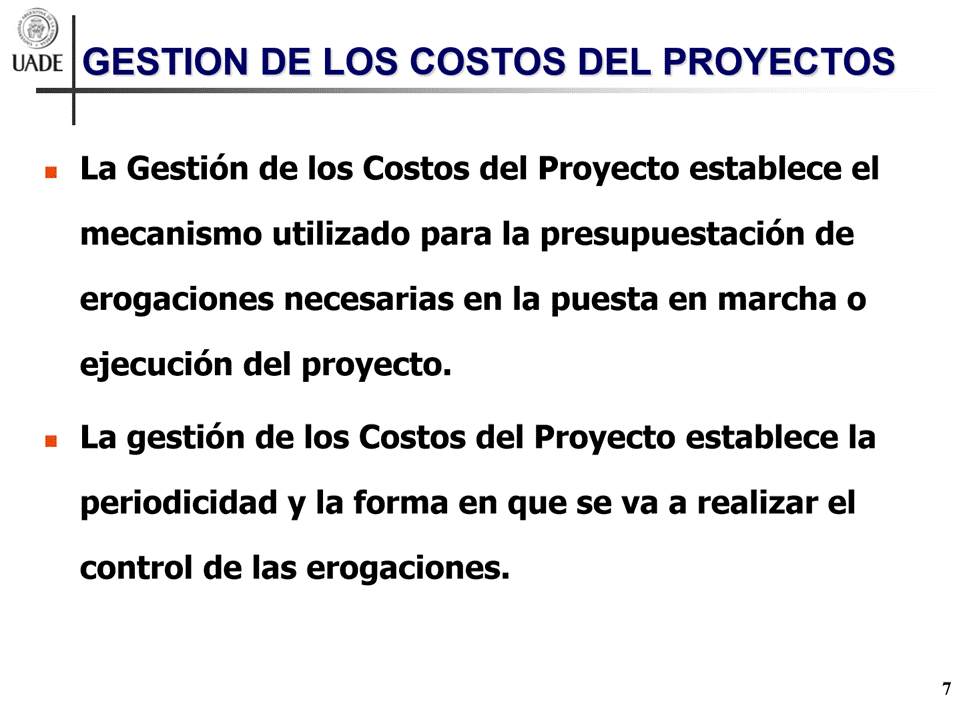 UADE
GESTION DE LOS COSTOS DEL PROYECTOS
La Gestión de los Costos del Proyecto establece el
mecanismo utilizado para la presupuestación de
erogaciones necesarias en la puesta en marcha o
ejecución del proyecto.
La gestión de los Costos del Proyecto establece la
periodicidad y la forma en que se va a realizar el
control de las erogaciones.
7